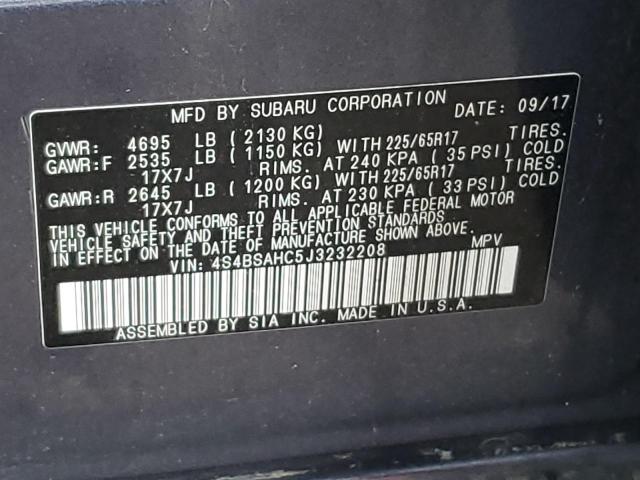 MFD BY SUBARU CORPORATION DATE: 09/17
GVWR: 4695 LB ( 2130 KG)
GAWR:F 2535 LB ( 1150 KG) WITH 225/65R17 TIRES.
17X7J RIMS. AT 240 KPA ( 35 PSI) COLD
GAWR:R 2645 LB ( 1200 KG) WITH 225/65R17 TIRES.
17X7J RIMS. AT 230 KPA ( 33 PSI) COLD
THIS VEHICLE CONFORMS TO ALL APPLICABLE FEDERAL MOTOR
VEHICLE SAFETY AND THEFT PREVENTION STANDARDS
IN EFFECT ON THE DATE OF MANUFACTURE SHOWN ABOVE.
VIN: 4S4BSAHC5J3232208 MPV
ASSEMBLED BY SIA INC. MADE IN U.S.A.